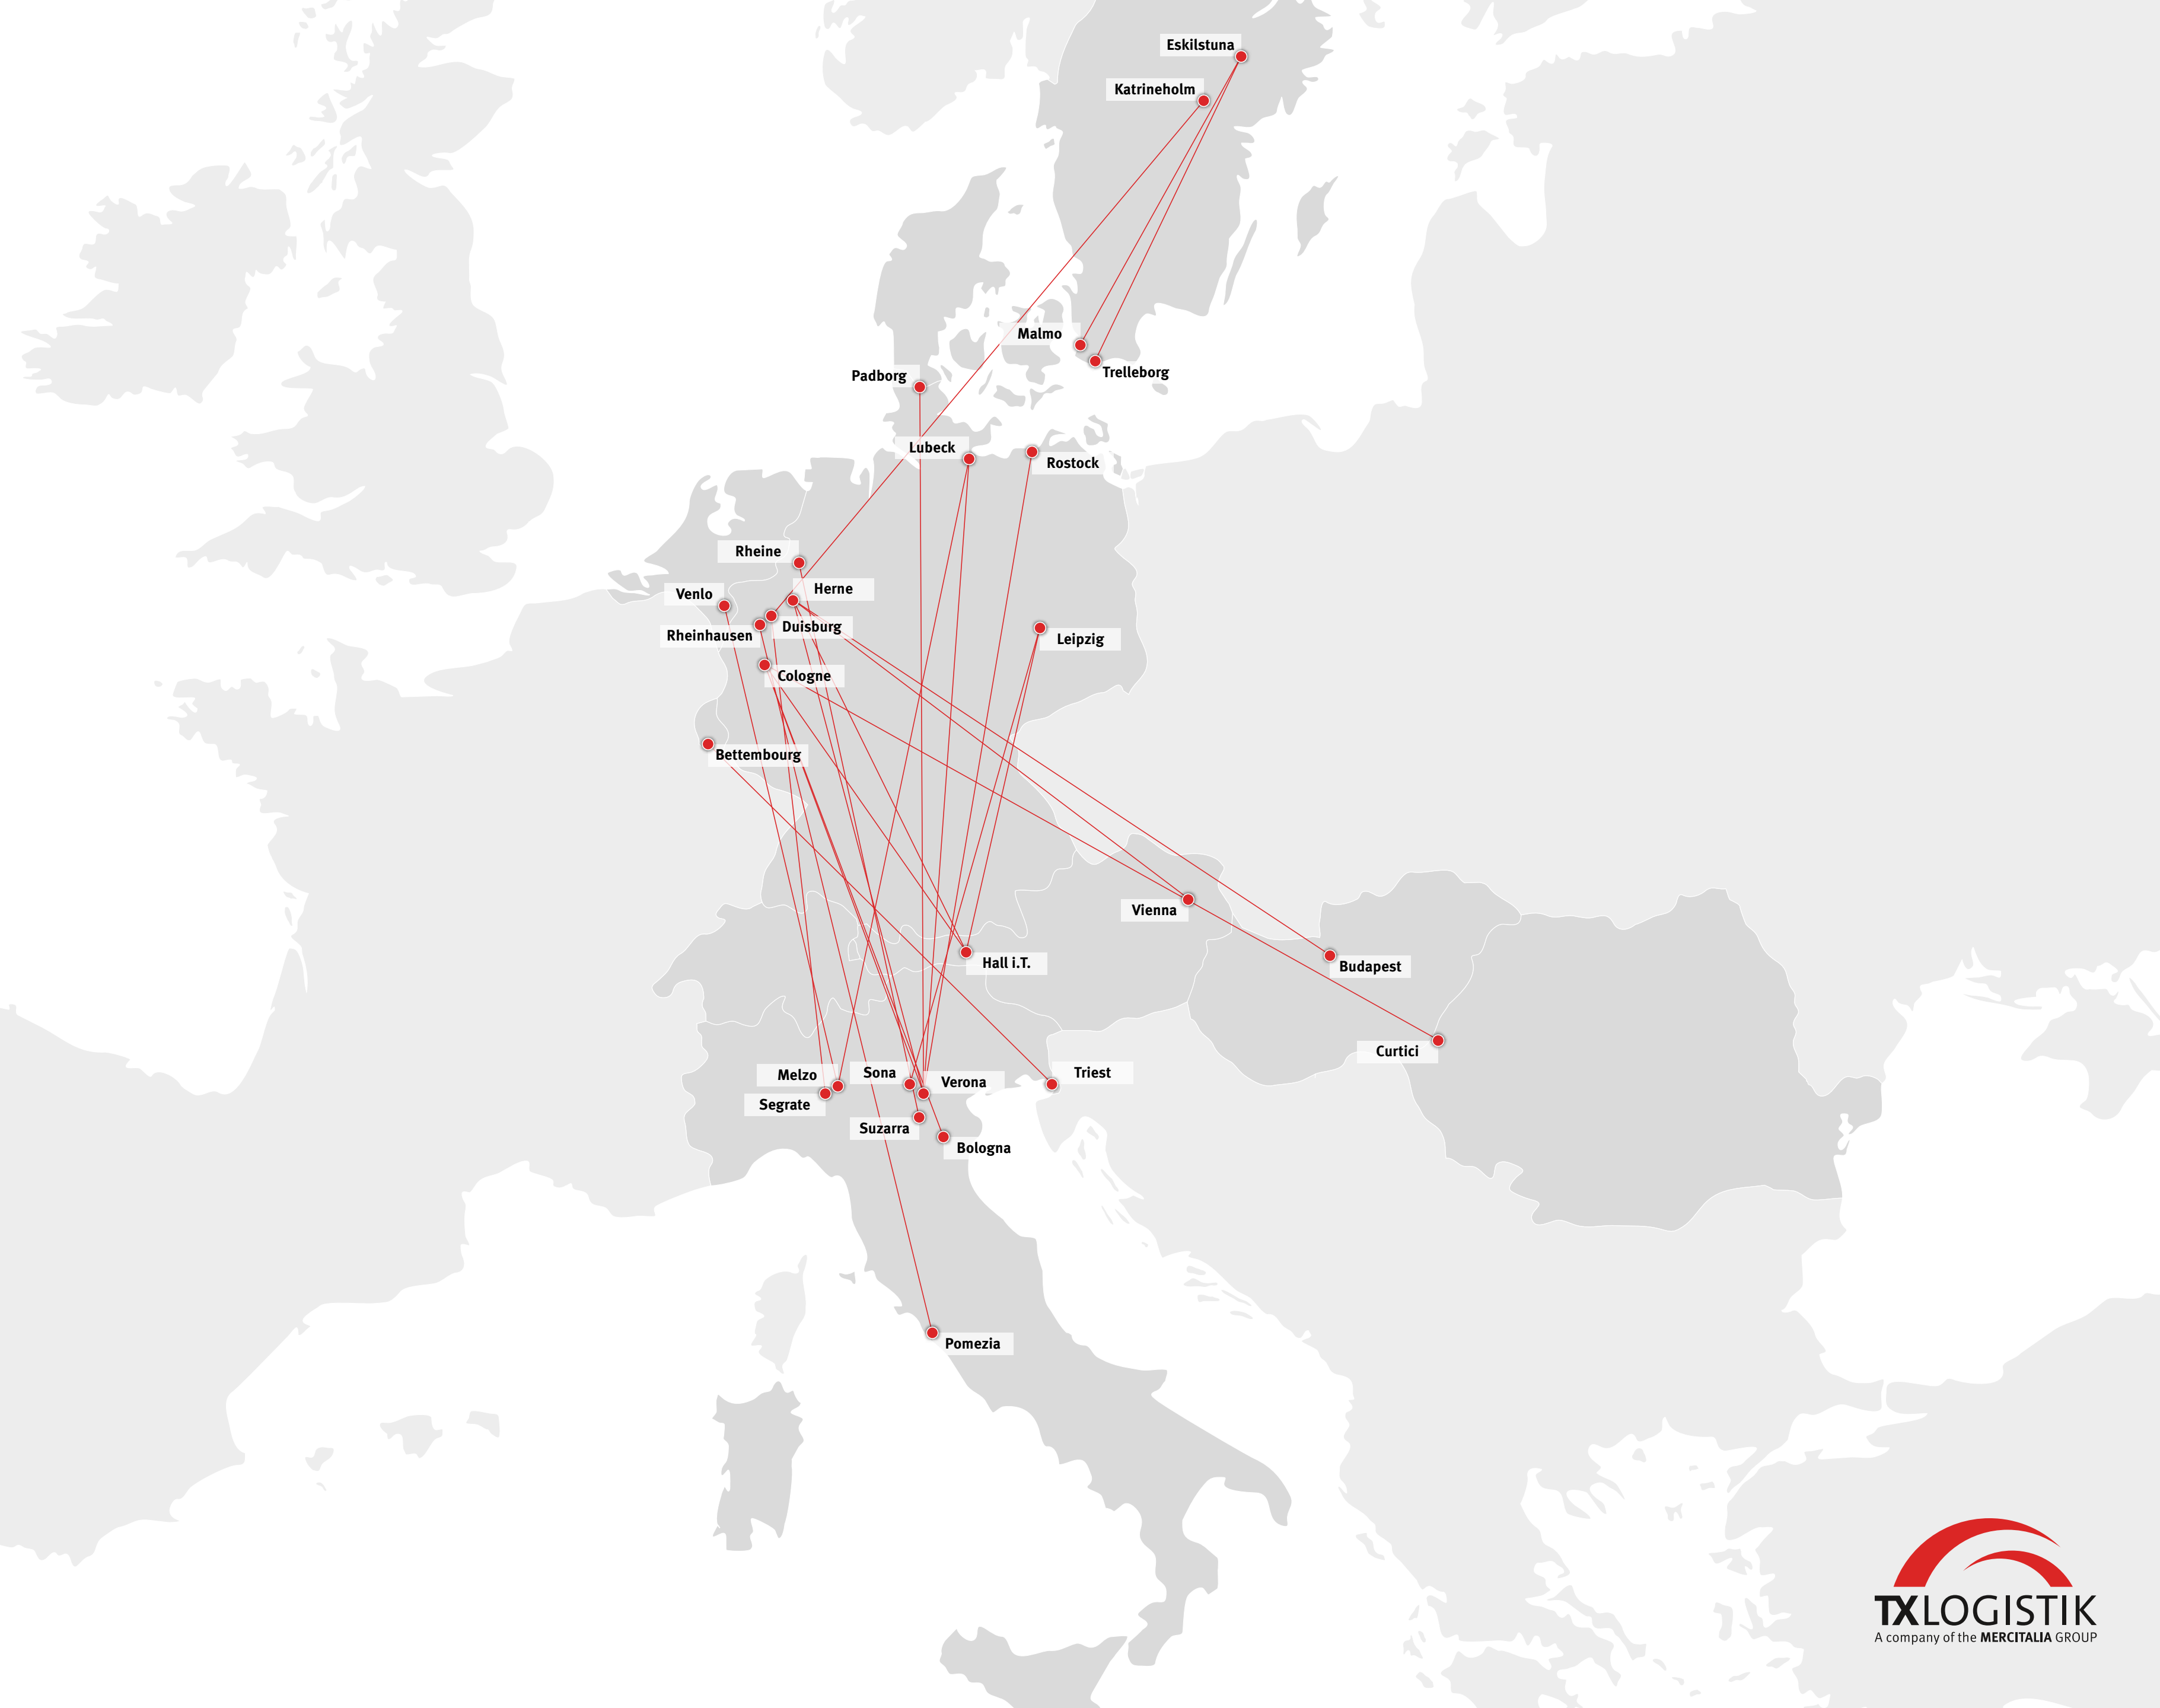 Eskilstuna
Katrineholm
Malmo
Trelleborg
Padborg
Lubeck
Rostock
Rheine
Herne
Venlo
Duisburg
Rheinhausen
Leipzig
Cologne
Bettembourg
Vienna
Hall i.T.
Budapest
Curtici
Melzo
Sona
Verona
Triest
Segrate
Suzarra
Bologna
Pomezia
TXLOGISTIK
A company of the MERCITALIA GROUP